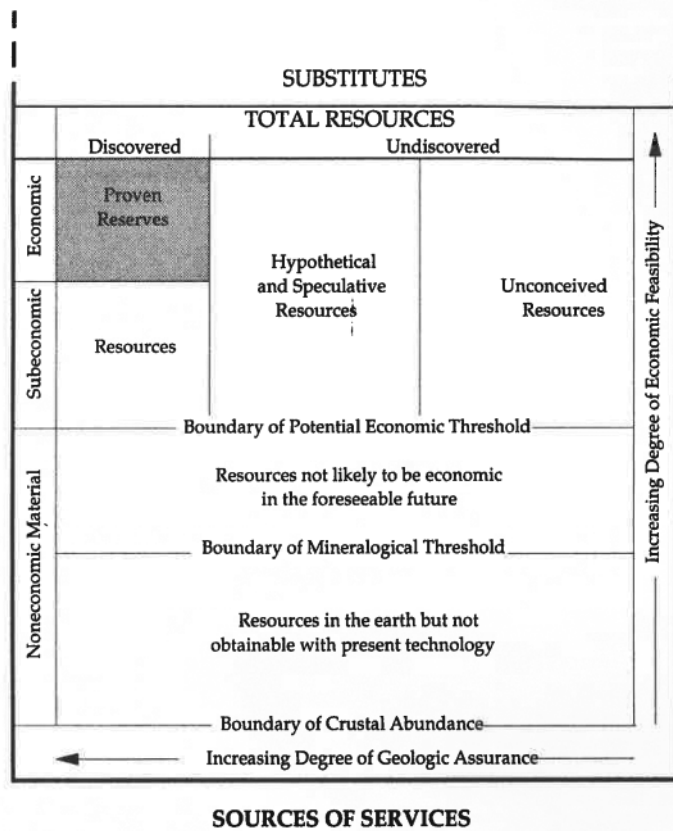 SUBSTITUTES
TOTAL RESOURCES
Discovered
Undiscovered
Economic
Proven
Reserves
Hypothetical
and Speculative
Resources
Unconceived
Resources
Subeconomic
Resources
Boundary of Potential Economic Threshold
Noneconomic Material
Resources not likely to be economic
in the foreseeable future
Boundary of Mineralogical Threshold
Resources in the earth but not
obtainable with present technology
Boundary of Crustal Abundance
Increasing Degree of Economic Feasibility
Increasing Degree of Geologic Assurance
SOURCES OF SERVICES